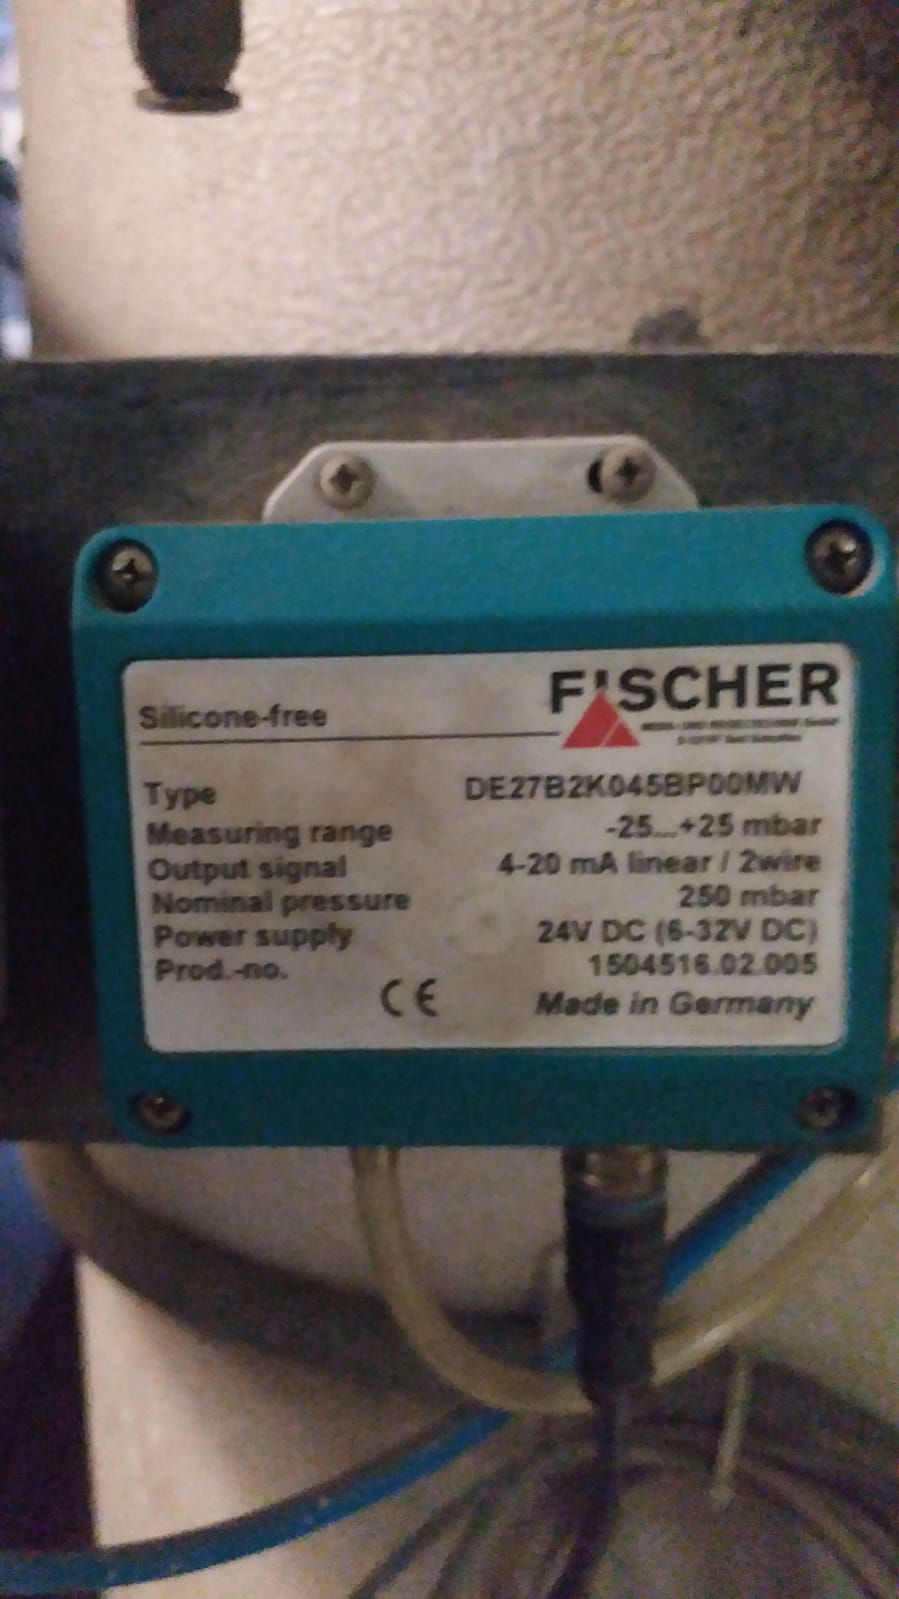 FISCHER
Silicone-free
Type DE27B2K045BP00MW
Measuring range -25...+25 mbar
Output signal 4-20 mA linear / 2wire
Nominal pressure 250 mbar
Power supply 24V DC (6-32V DC)
Prod.-no. 1504516.02.005
CE Made in Germany